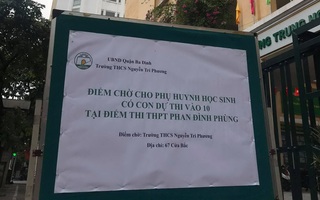 UBND Quận Ba Đình
Trường THCS Nguyễn Tri Phương
ĐIỂM CHỜ CHO PHỤ HUYNH HỌC SINH
CÓ CON DỰ THI VÀO 10
TẠI ĐIỂM THI THPT PHAN ĐÌNH PHÙNG
Điểm chờ: Trường THCS Nguyễn Tri Phương
Địa chỉ: 67 Cửa Bắc
NG TRUNG H